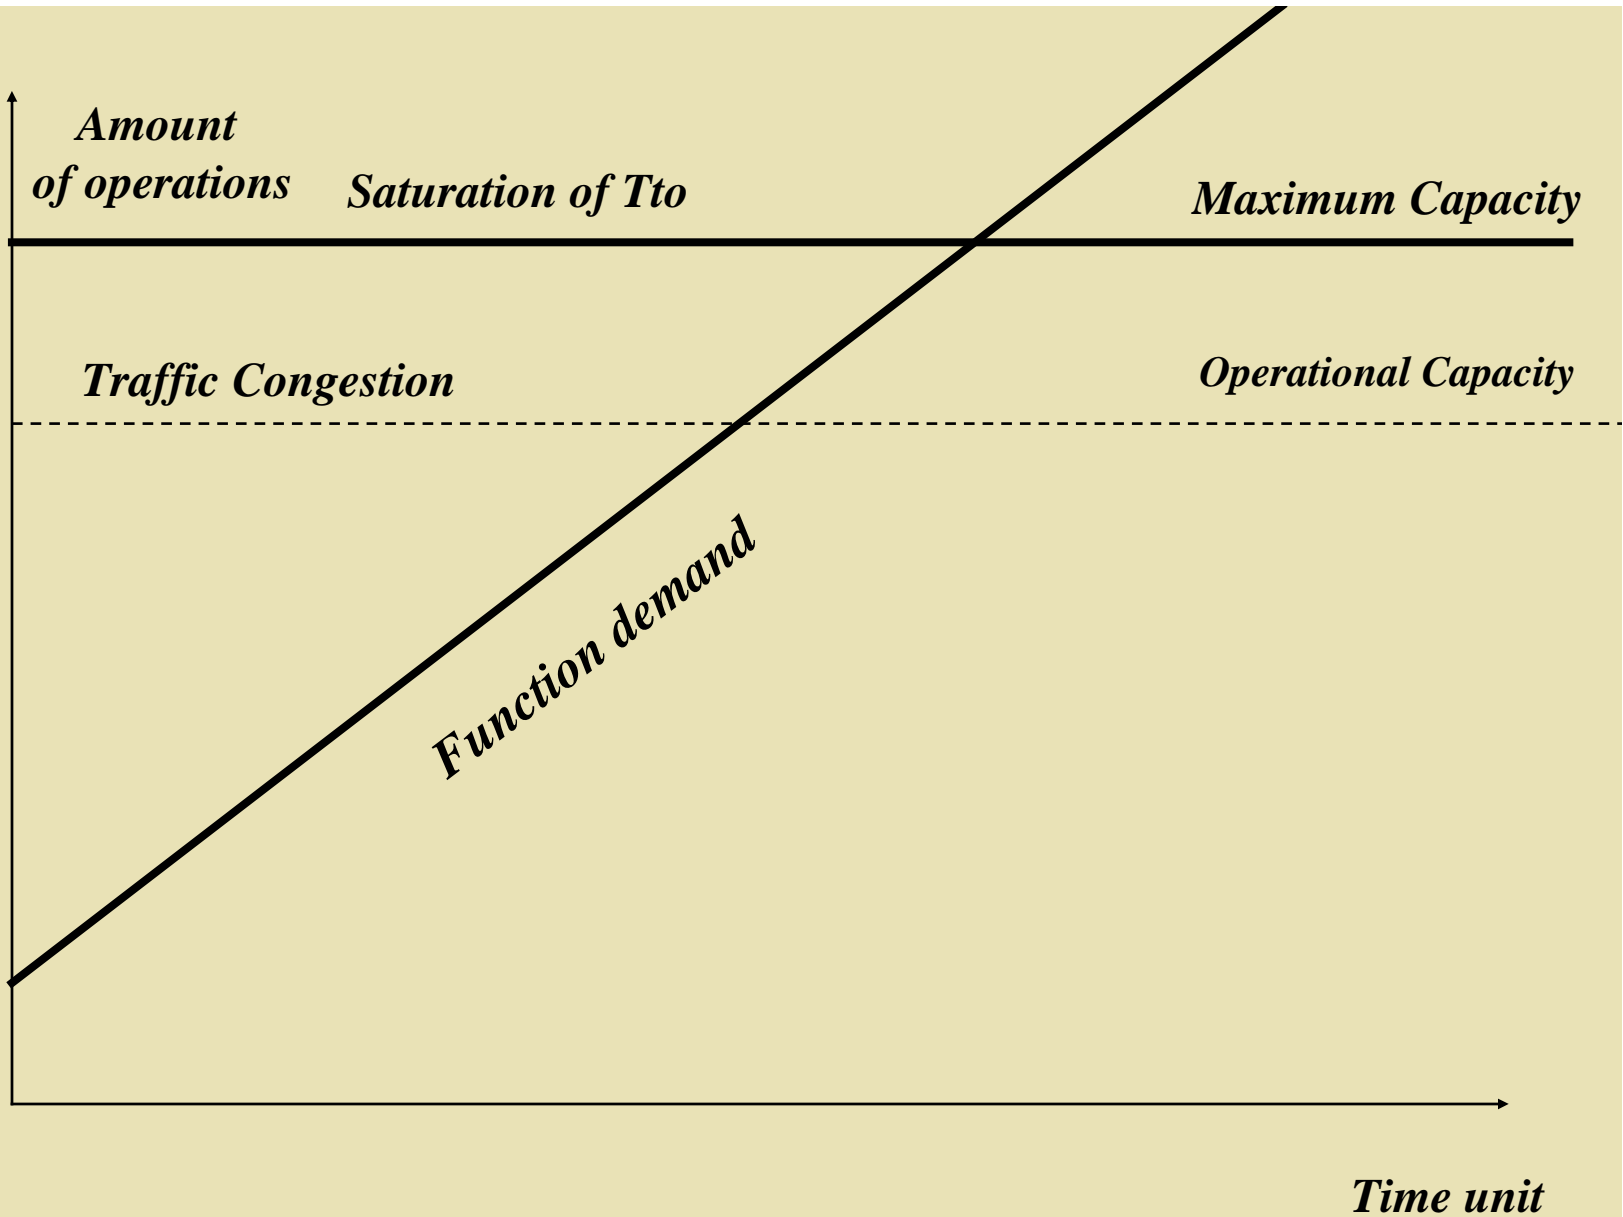 Amount
of operations
Saturation of Tto
Maximum Capacity
Traffic Congestion
Operational Capacity
Function demand
Time unit